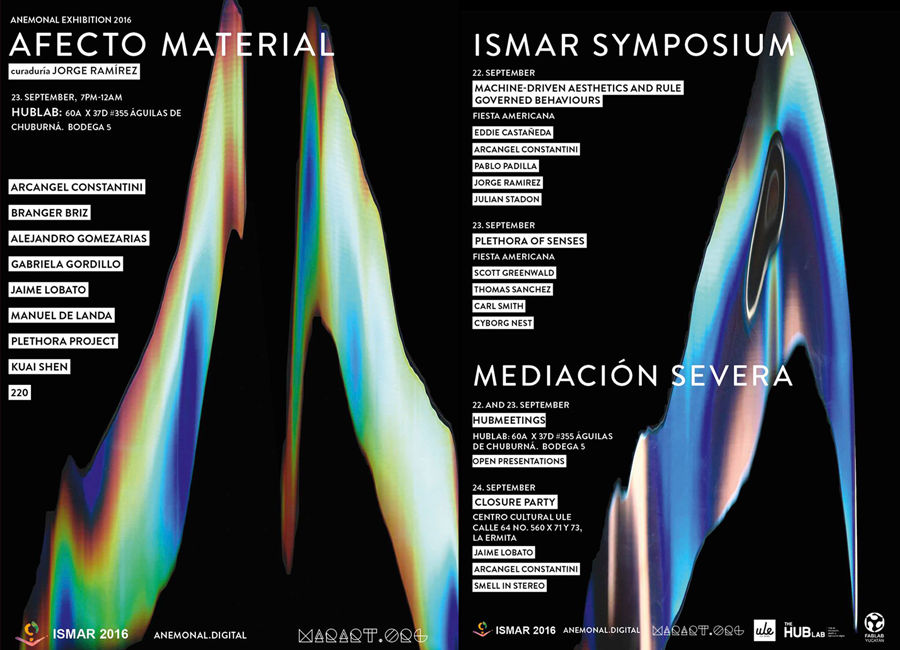 ANEMONAL EXHIBITION 2016
AFECTO MATERIAL
curaduría JORGE RAMÍREZ
23. SEPTEMBER, 7PM-12AM
HUBLAB: 60A X 37D #355 ÁGUILAS DE
CHUBURNÁ. BODEGA 5
ARCANGEL CONSTANTINI
BRANGER BRIZ
ALEJANDRO GOMEZARIAS
GABRIELA GORDILLO
JAIME LOBATO
MANUEL DE LANDA
PLETHORA PROJECT
KUAI SHEN
220
ISMAR 2016
ANEMONAL.DIGITAL
MARART.ORG
ISMAR SYMPOSIUM
22. SEPTEMBER
MACHINE-DRIVEN AESTHETICS AND RULE
GOVERNED BEHAVIOURS
FIESTA AMERICANA
EDDIE CASTAÑEDA
ARCANGEL CONSTANTINI
PABLO PADILLA
JORGE RAMIREZ
JULIAN STADON
23. SEPTEMBER
PLETHORA OF SENSES
FIESTA AMERICANA
SCOTT GREENWALD
THOMAS SANCHEZ
CARL SMITH
CYBORG NEST
MEDIACIÓN SEVERA
22. AND 23. SEPTEMBER
HUBMEETINGS
HUBLAB: 60A X 37D #355 ÁGUILAS
DE CHUBURNÁ. BODEGA 5
OPEN PRESENTATIONS
24. SEPTEMBER
CLOSURE PARTY
CENTRO CULTURAL ULE
CALLE 64 NO. 560 X 71 Y 73,
LA ERMITA
JAIME LOBATO
ARCANGEL CONSTANTINI
SMELL IN STEREO
ISMAR 2016
ANEMONAL.DIGITAL
MARART.ORG
ule
THE
HUB LAB
FABLAB
YUCATÁN